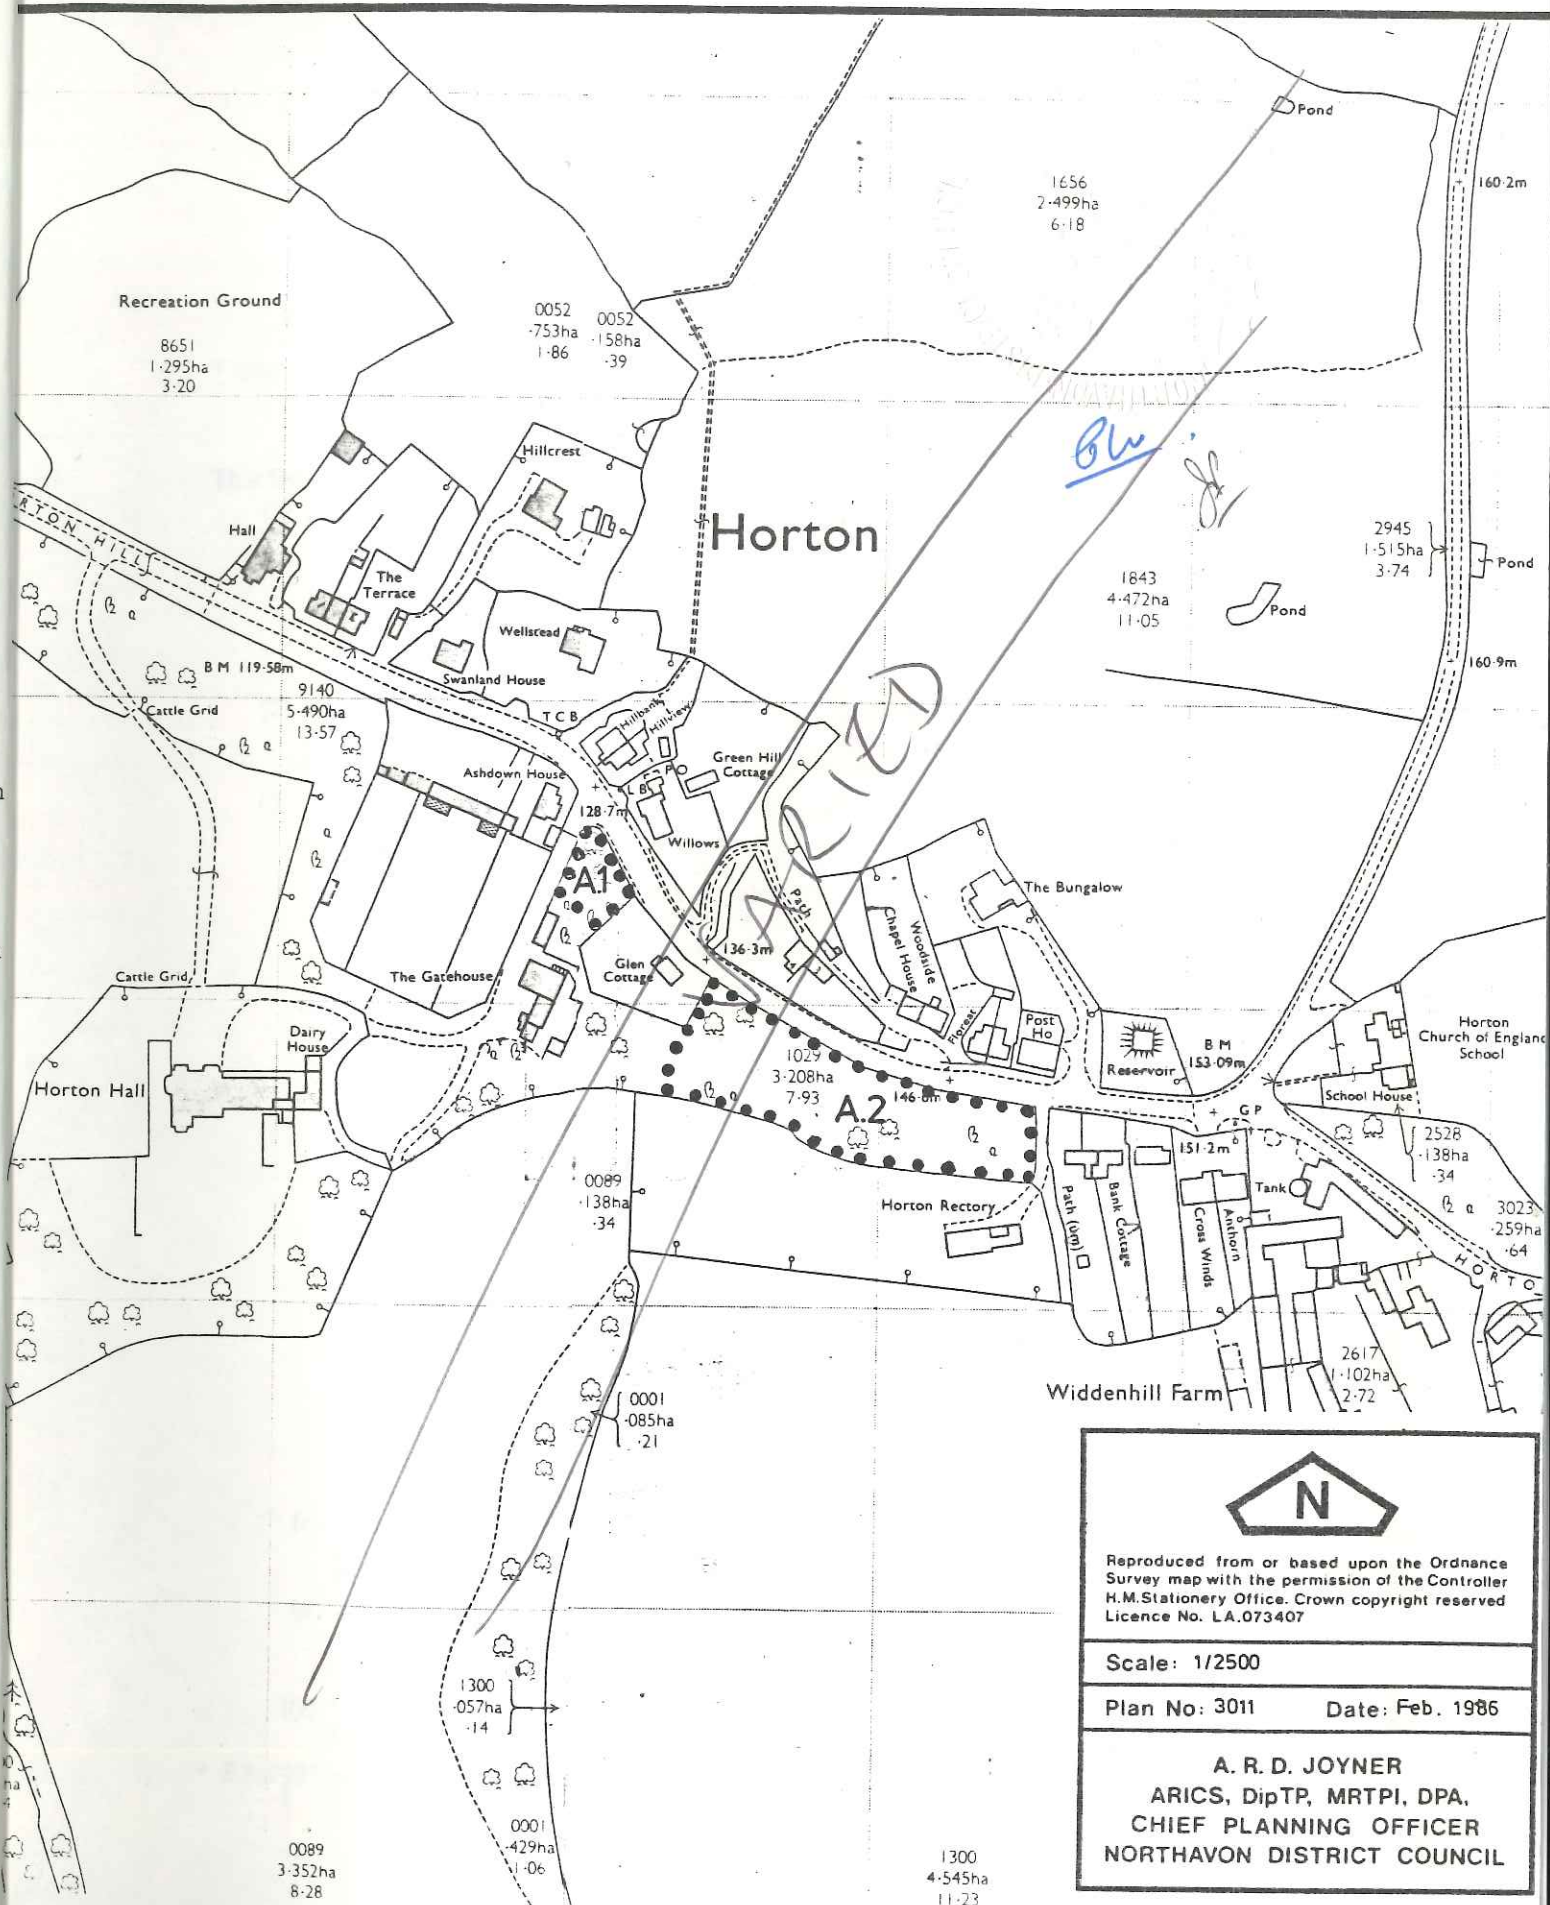 Pond
160·2m
1656
2·499ha
6·18
Recreation Ground
8651
1·295ha
3·20
0052
·753ha
1·86
0052
·158ha
·39
Hillcrest
Hall
RTON HILL
The
Terrace
Horton
2945
1·515ha
3·74
Pond
1843
4·472ha
11·05
Pond
160·9m
Wellstead
Swanland House
B M 119·58m
Cattle Grid
9140
5·490ha
13·57
T C B
Hillbank
Hillview
Ashdown House
P O
L B
Green Hill
Cottage
128·7m
Willows
VARIED
A.1
Path
The Bungalow
Chapel House
Woodside
136·3m
Glen
Cottage
The Gatehouse
Cattle Grid
Dairy
House
Horton Hall
Florest
Post
Ho
Reservoir
B M
153·09m
Horton
Church of England
School
School House
1029
3·208ha
7·93
A.2
146·6m
G P
151·2m
2528
·138ha
·34
3023
·259ha
·64
HORTO
Tank
0089
·138ha
·34
Horton Rectory
Path (um)
Bank Cottage
Cross Winds
Anthorn
2617
1·102ha
2·72
Widdenhill Farm
0001
·085ha
·21
1300
·057ha
·14
0001
·429ha
1·06
0089
3·352ha
8·28
1300
4·545ha
11·23
N
Reproduced from or based upon the Ordnance
Survey map with the permission of the Controller
H.M.Stationery Office. Crown copyright reserved
Licence No. LA.073407
Scale: 1/2500
Plan No: 3011 Date: Feb. 1986
A. R. D. JOYNER
ARICS, DipTP, MRTPI, DPA,
CHIEF PLANNING OFFICER
NORTHAVON DISTRICT COUNCIL